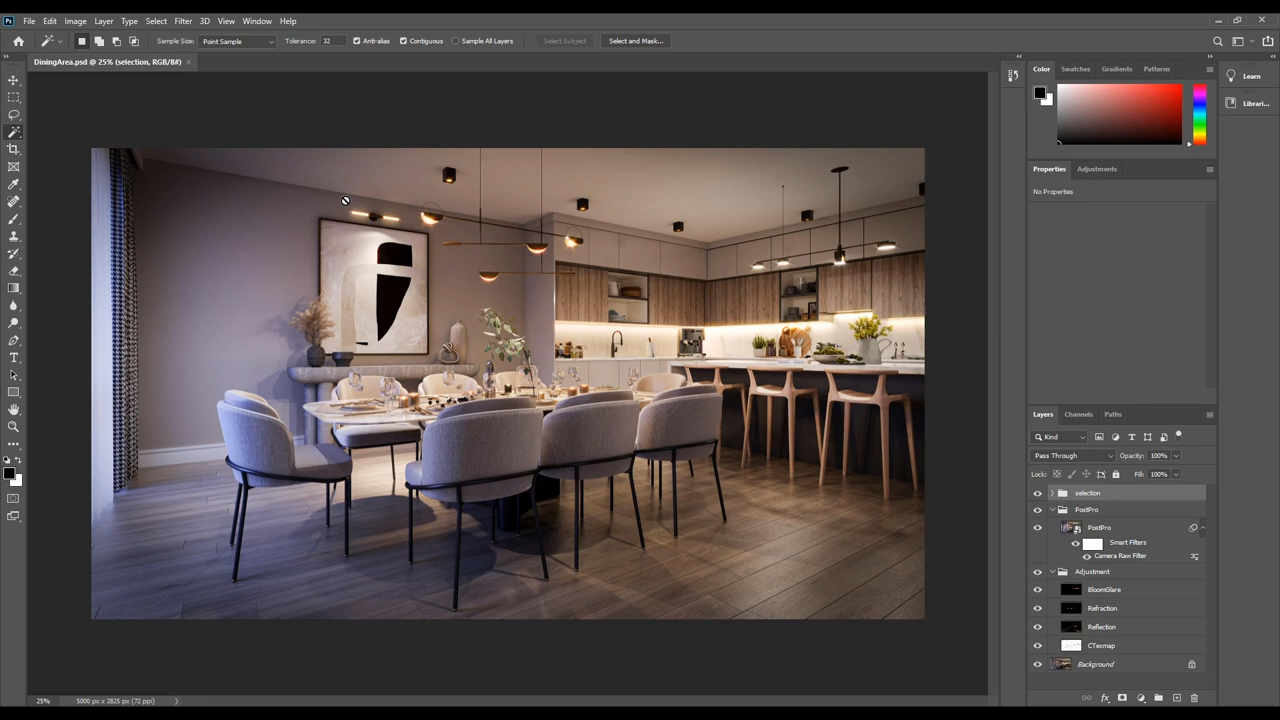 Ps File Edit Image Layer Type Select Filter 3D View Window Help
Sample Size: Point Sample Tolerance: 32 Anti-alias Contiguous Sample All Layers Select Subject Select and Mask...
DiningArea.psd @ 25% (selection, RGB/8#) ×
Color Swatches Gradients Patterns
Learn
Librari...
Properties Adjustments
No Properties
Layers Channels Paths
Kind
Pass Through Opacity: 100%
Lock: Fill: 100%
selection
PostPro
PostPro
Smart Filters
Camera Raw Filter
Adjustment
BloomGlare
Refraction
Reflection
CTexmap
Background
fx
25% 5000 px x 2825 px (72 ppi)